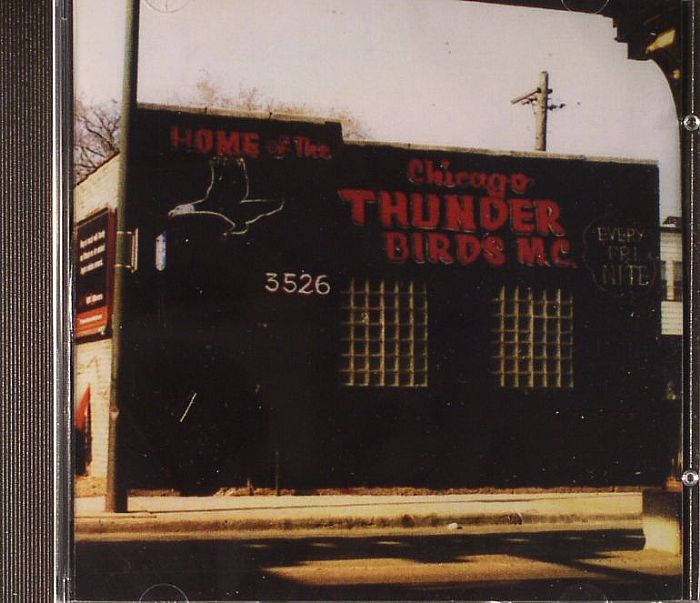 HOME of The
Chicago
THUNDER
BIRDS M.C.
EVERY
FRI.
NITE
3526